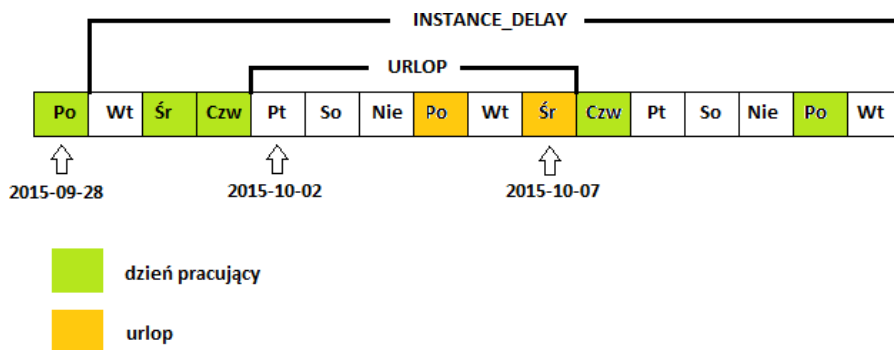 INSTANCE_DELAY
URLOP
Po Wt Śr Czw Pt So Nie Po Wt Śr Czw Pt So Nie Po Wt
2015-09-28 2015-10-02 2015-10-07
dzień pracujący
urlop